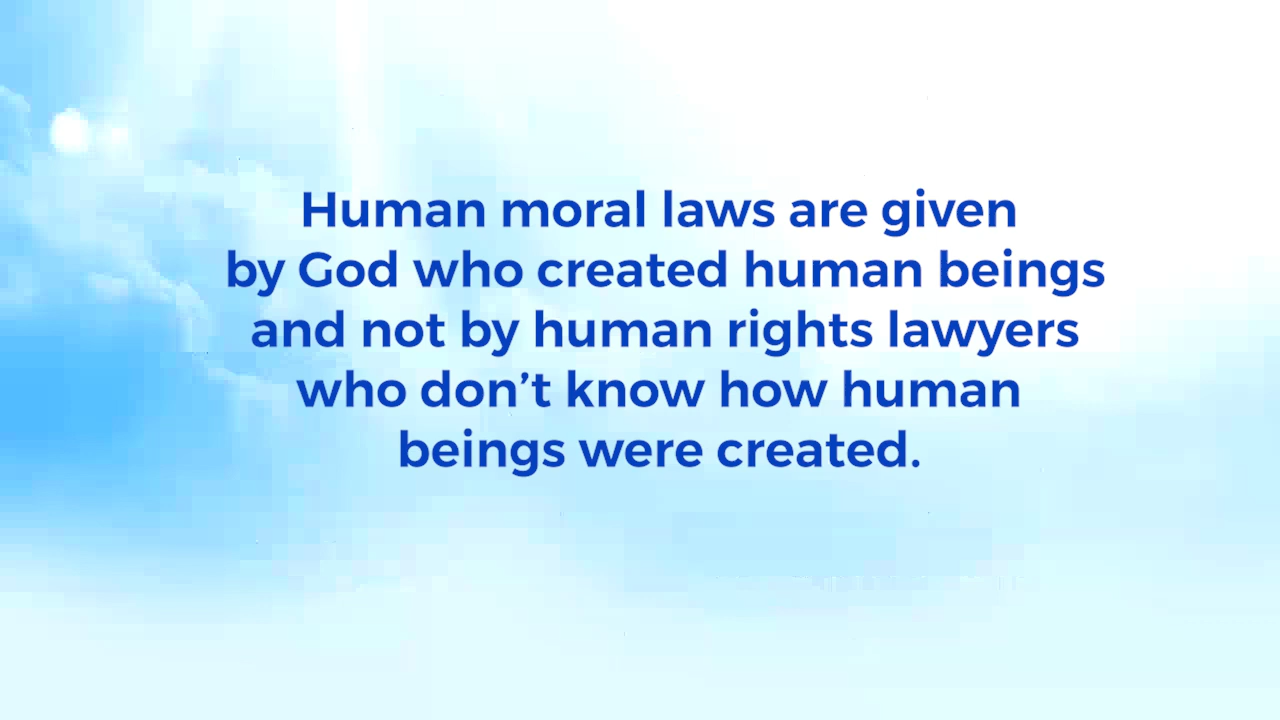 Human moral laws are given
by God who created human beings
and not by human rights lawyers
who don’t know how human
beings were created.